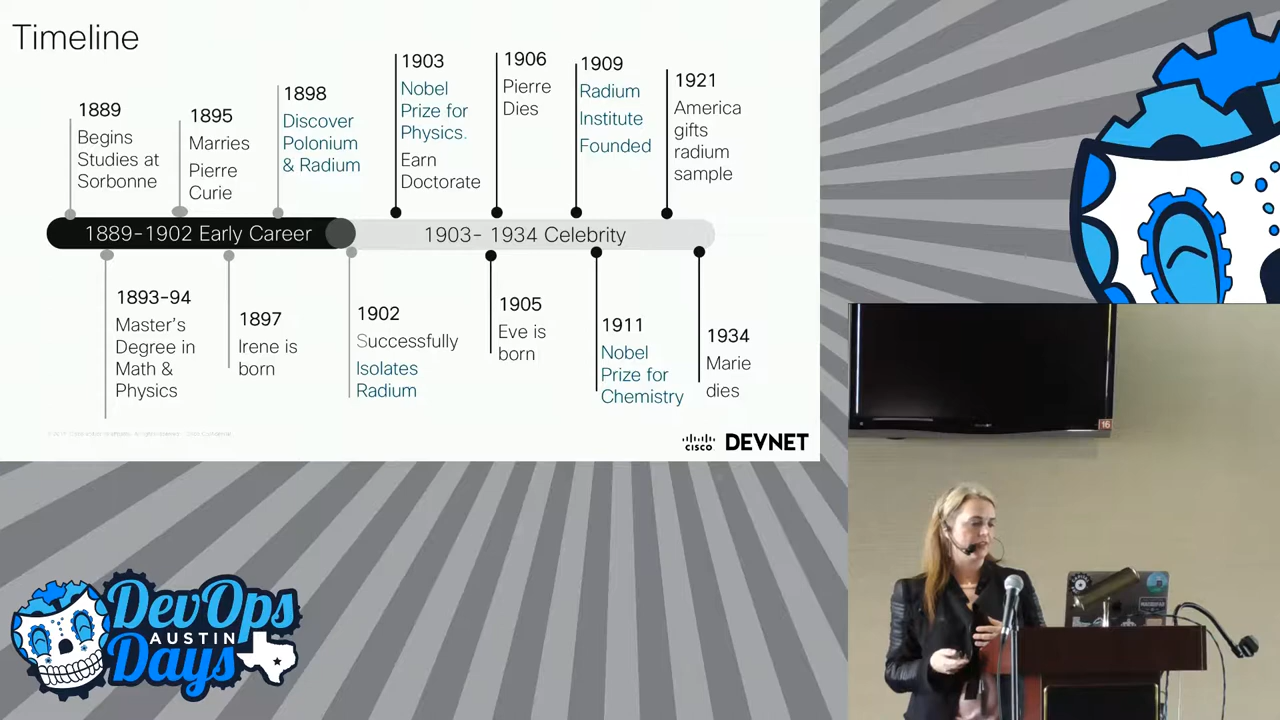 Timeline
1889
Begins
Studies at
Sorbonne
1895
Marries
Pierre
Curie
1898
Discover
Polonium
& Radium
1903
Nobel
Prize for
Physics.
Earn
Doctorate
1906
Pierre
Dies
1909
Radium
Institute
Founded
1921
America
gifts
radium
sample
1889-1902 Early Career
1903- 1934 Celebrity
1893-94
Master's
Degree in
Math &
Physics
1897
Irene is
born
1902
Successfully
Isolates
Radium
1905
Eve is
born
1911
Nobel
Prize for
Chemistry
1934
Marie
dies
CISCO
DEVNET
16
DevOps
AUSTIN
Days